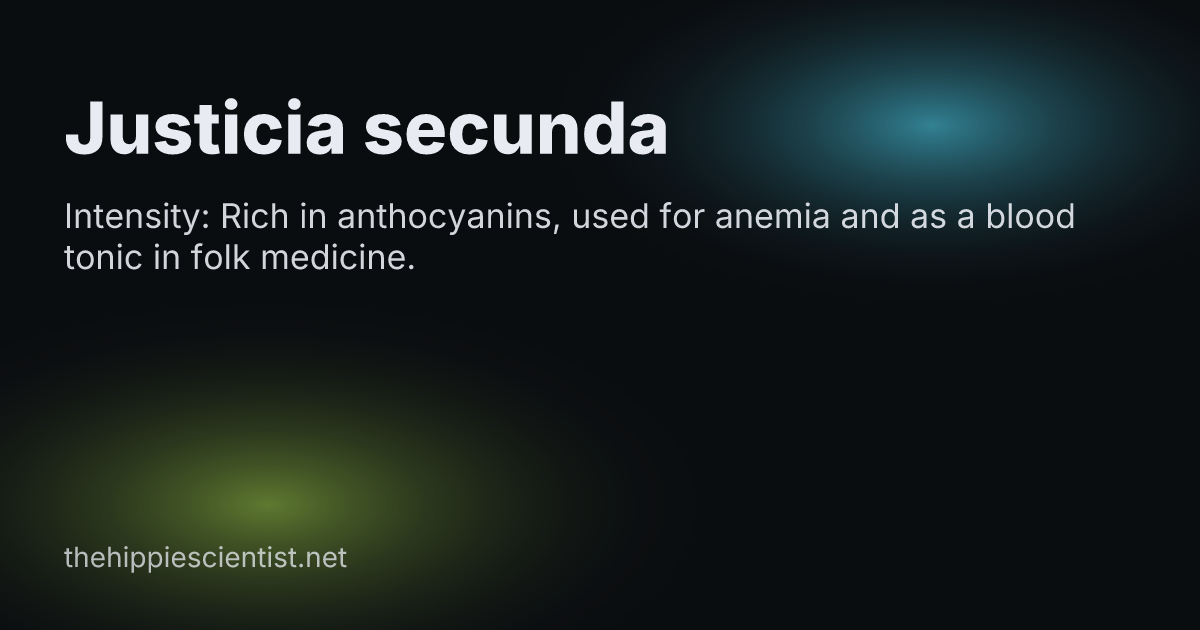 Justicia secunda
Intensity: Rich in anthocyanins, used for anemia and as a blood
tonic in folk medicine.
thehippiescientist.net